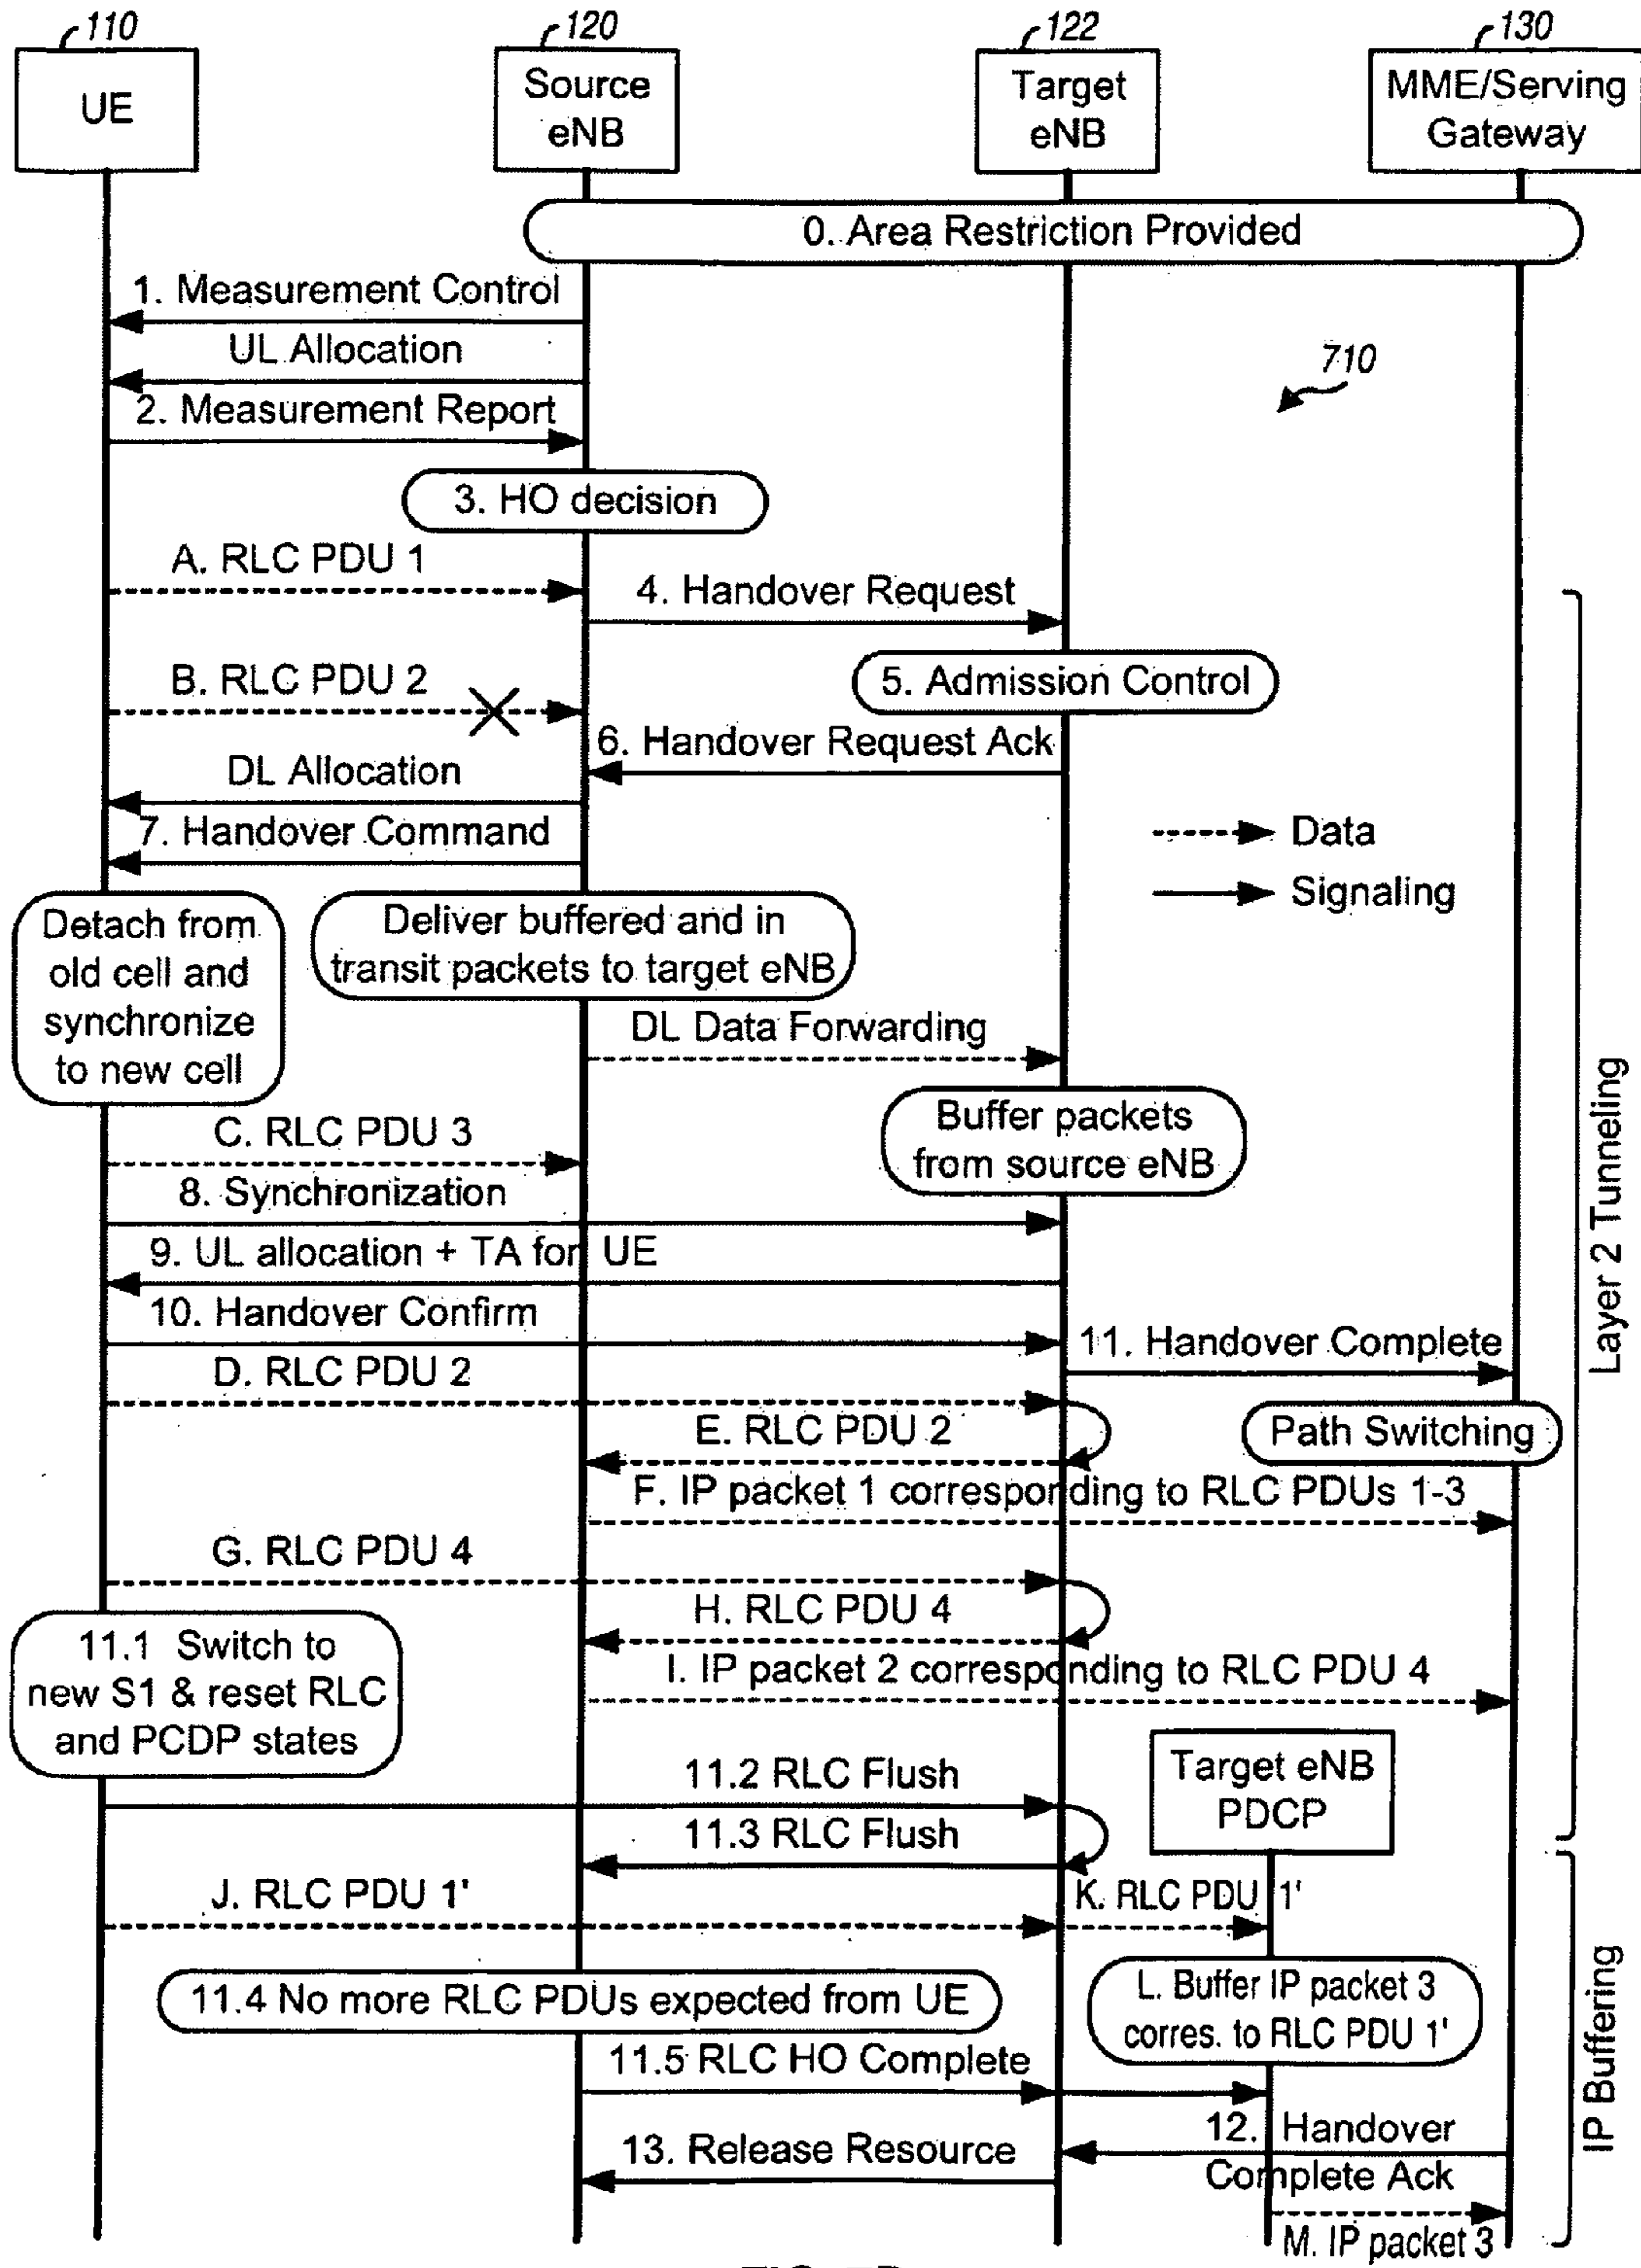 110
120
122
130
UE
Source
eNB
Target
eNB
MME/Serving
Gateway
0. Area Restriction Provided
1. Measurement Control
UL Allocation
710
2. Measurement Report
3. HO decision
A. RLC PDU 1
4. Handover Request
B. RLC PDU 2
5. Admission Control
6. Handover Request Ack
DL Allocation
7. Handover Command
Data
Signaling
Detach from
old cell and
synchronize
to new cell
Deliver buffered and in
transit packets to target eNB
DL Data Forwarding
Buffer packets
from source eNB
C. RLC PDU 3
8. Synchronization
9. UL allocation + TA for UE
10. Handover Confirm
11. Handover Complete
Layer 2 Tunneling
D. RLC PDU 2
E. RLC PDU 2
Path Switching
F. IP packet 1 corresponding to RLC PDUs 1-3
G. RLC PDU 4
H. RLC PDU 4
11.1 Switch to
new S1 & reset RLC
and PCDP states
I. IP packet 2 corresponding to RLC PDU 4
Target eNB
PDCP
11.2 RLC Flush
11.3 RLC Flush
J. RLC PDU 1'
K. RLC PDU 1'
11.4 No more RLC PDUs expected from UE
L. Buffer IP packet 3
corres. to RLC PDU 1'
IP Buffering
11.5 RLC HO Complete
12. Handover
Complete Ack
13. Release Resource
M. IP packet 3